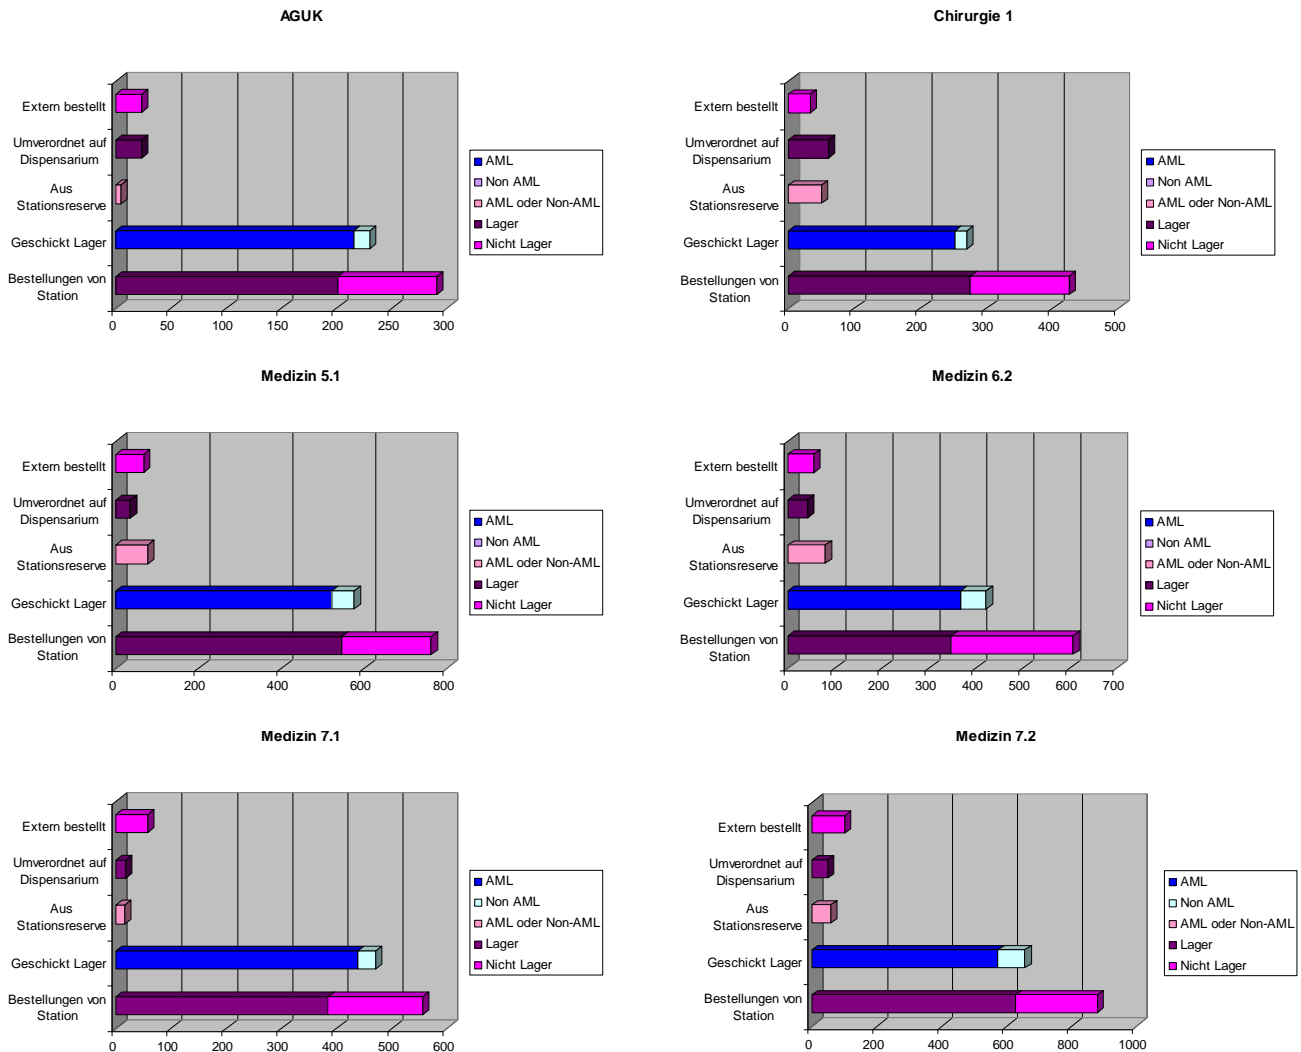 AGUK
Extern bestellt
Umverordnet auf
Dispensarium
Aus
Stationsreserve
Geschickt Lager
Bestellungen von
Station
0 50 100 150 200 250 300
AML
Non AML
AML oder Non-AML
Lager
Nicht Lager
Chirurgie 1
Extern bestellt
Umverordnet auf
Dispensarium
Aus
Stationsreserve
Geschickt Lager
Bestellungen von
Station
0 100 200 300 400 500
AML
Non AML
AML oder Non-AML
Lager
Nicht Lager
Medizin 5.1
Extern bestellt
Umverordnet auf
Dispensarium
Aus
Stationsreserve
Geschickt Lager
Bestellungen von
Station
0 200 400 600 800
AML
Non AML
AML oder Non-AML
Lager
Nicht Lager
Medizin 6.2
Extern bestellt
Umverordnet auf
Dispensarium
Aus
Stationsreserve
Geschickt Lager
Bestellungen von
Station
0 100 200 300 400 500 600 700
AML
Non AML
AML oder Non-AML
Lager
Nicht Lager
Medizin 7.1
Extern bestellt
Umverordnet auf
Dispensarium
Aus
Stationsreserve
Geschickt Lager
Bestellungen von
Station
0 100 200 300 400 500 600
AML
Non AML
AML oder Non-AML
Lager
Nicht Lager
Medizin 7.2
Extern bestellt
Umverordnet auf
Dispensarium
Aus
Stationsreserve
Geschickt Lager
Bestellungen von
Station
0 200 400 600 800 1000
AML
Non AML
AML oder Non-AML
Lager
Nicht Lager